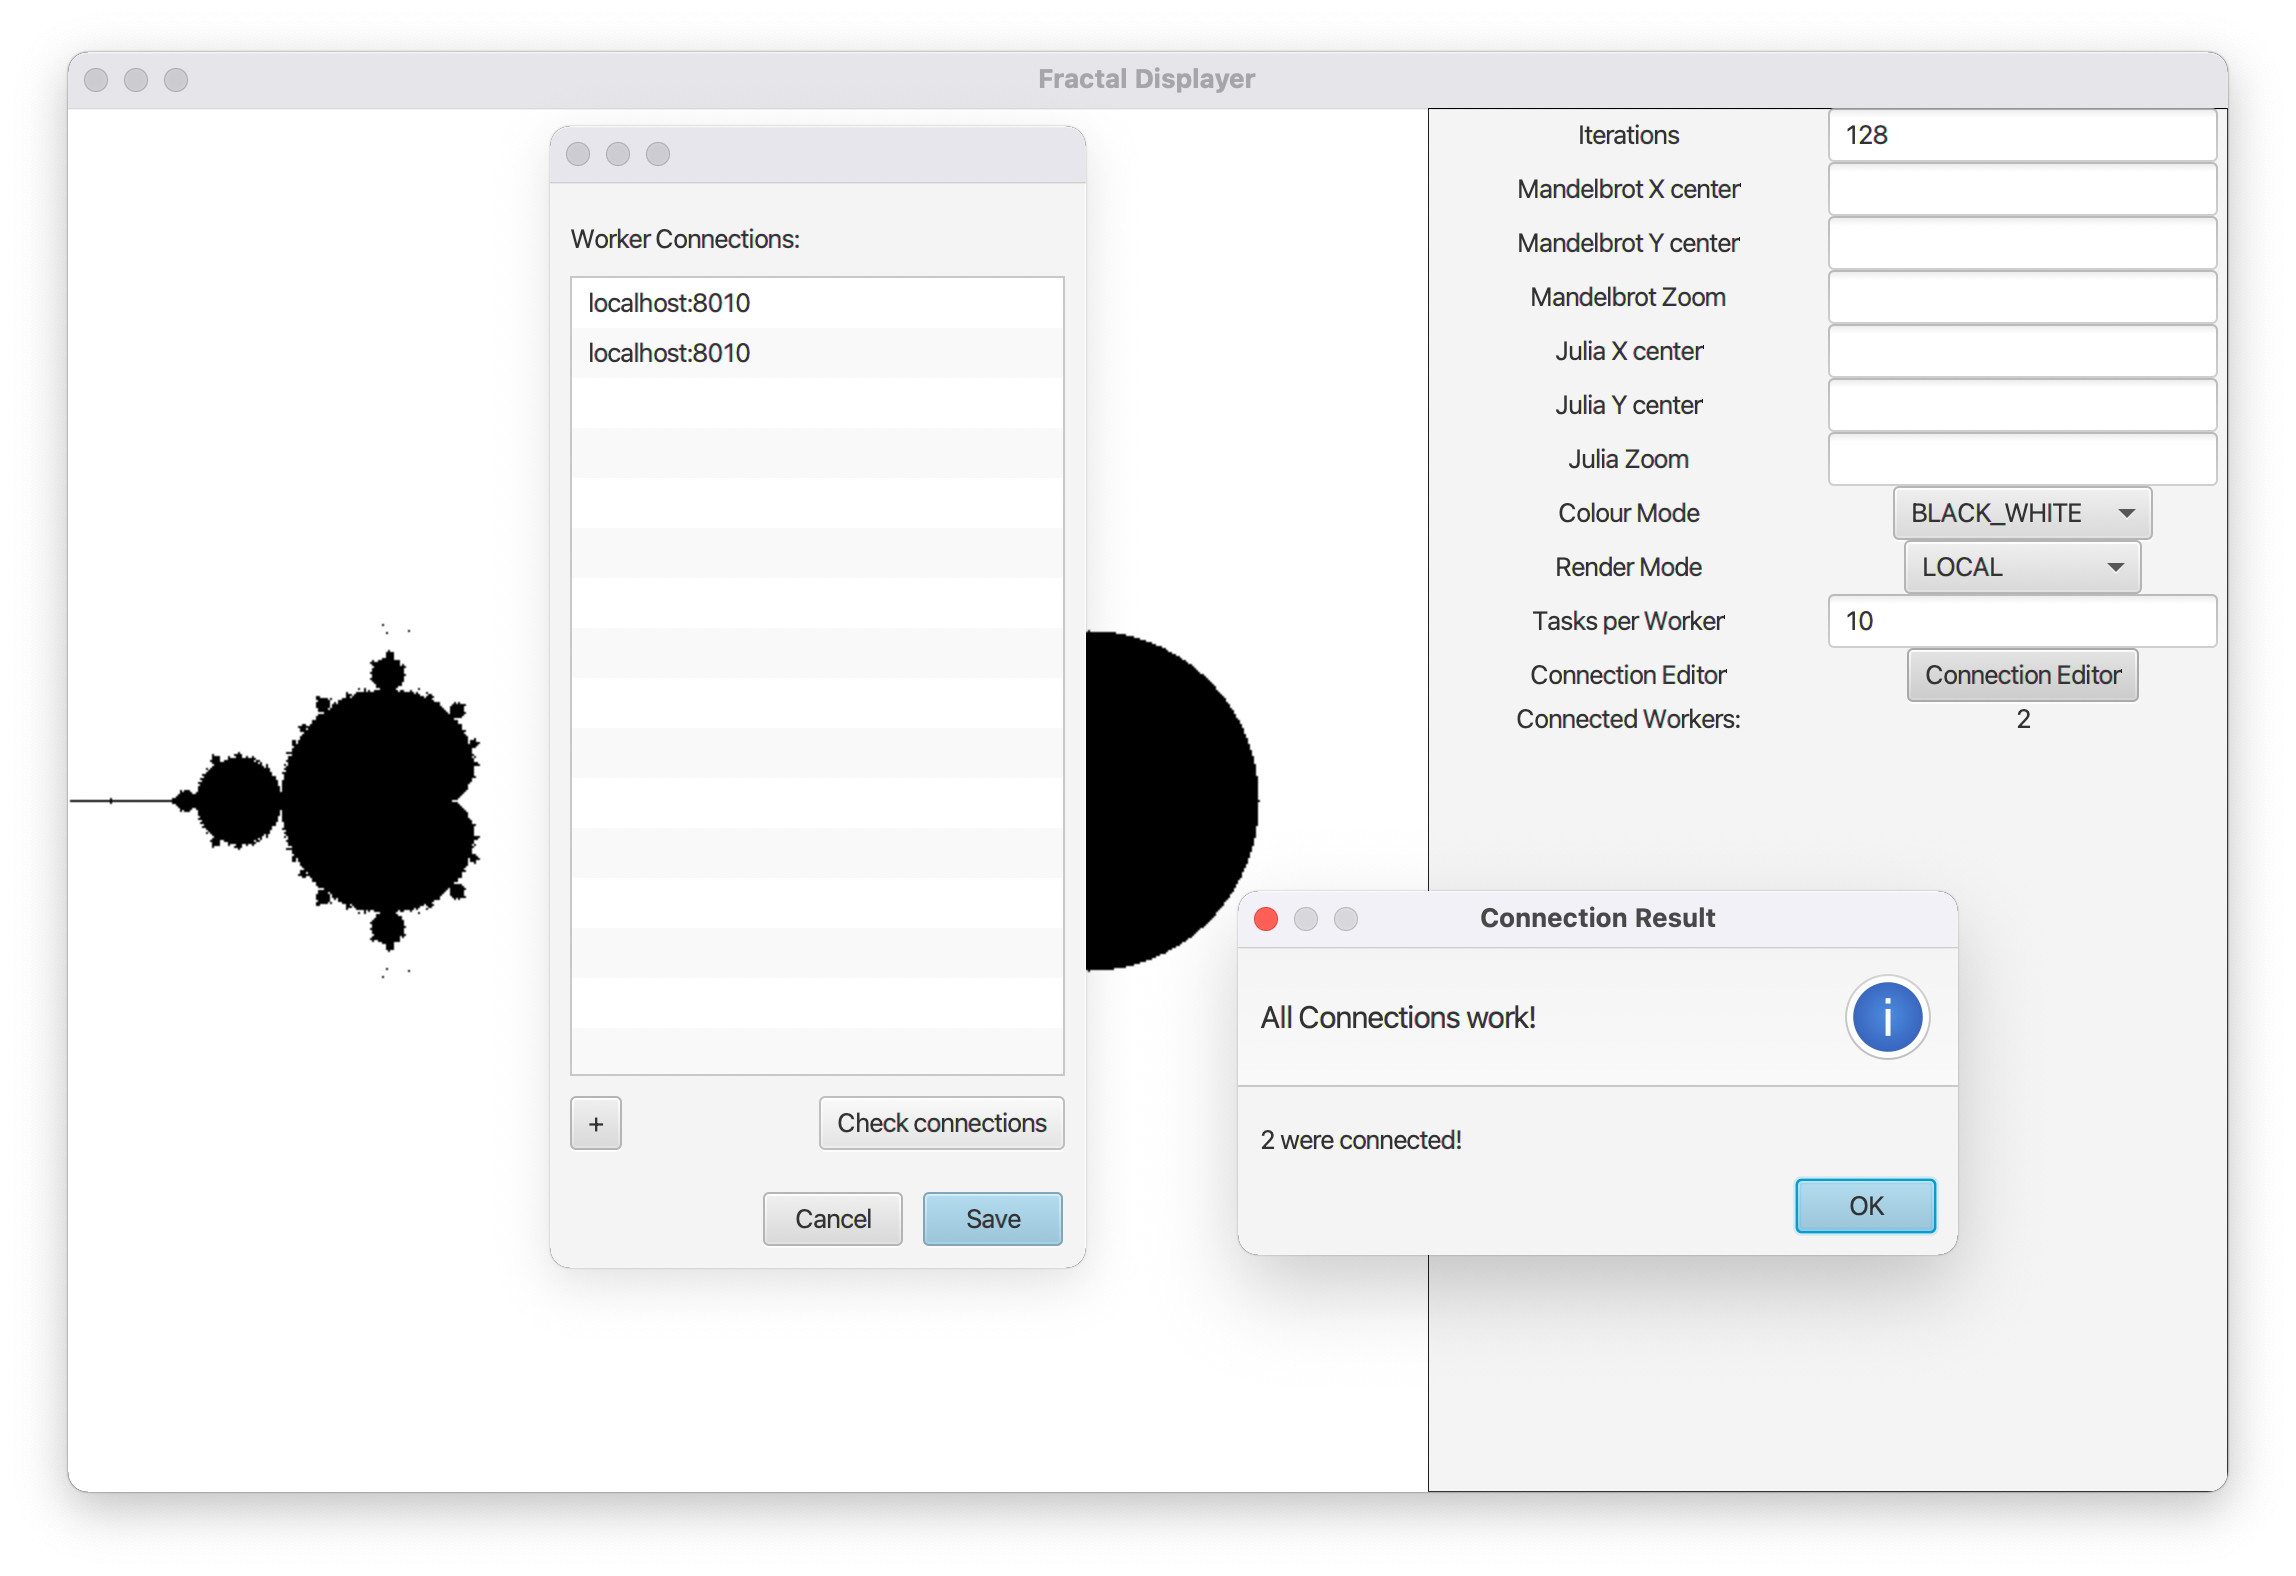 Fractal Displayer
Worker Connections:
localhost:8010
localhost:8010
+
Check connections
Cancel
Save
Iterations
128
Mandelbrot X center
Mandelbrot Y center
Mandelbrot Zoom
Julia X center
Julia Y center
Julia Zoom
Colour Mode
BLACK_WHITE
Render Mode
LOCAL
Tasks per Worker
10
Connection Editor
Connection Editor
Connected Workers:
2
Connection Result
All Connections work!
i
2 were connected!
OK